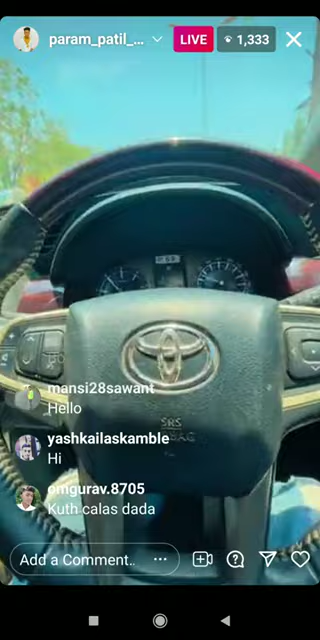 param_patil_...
LIVE
1,333
mansi28sawant
Hello
yashkailaskamble
Hi
omgurav.8705
Kuth calas dada
SRS
Add a Comment..